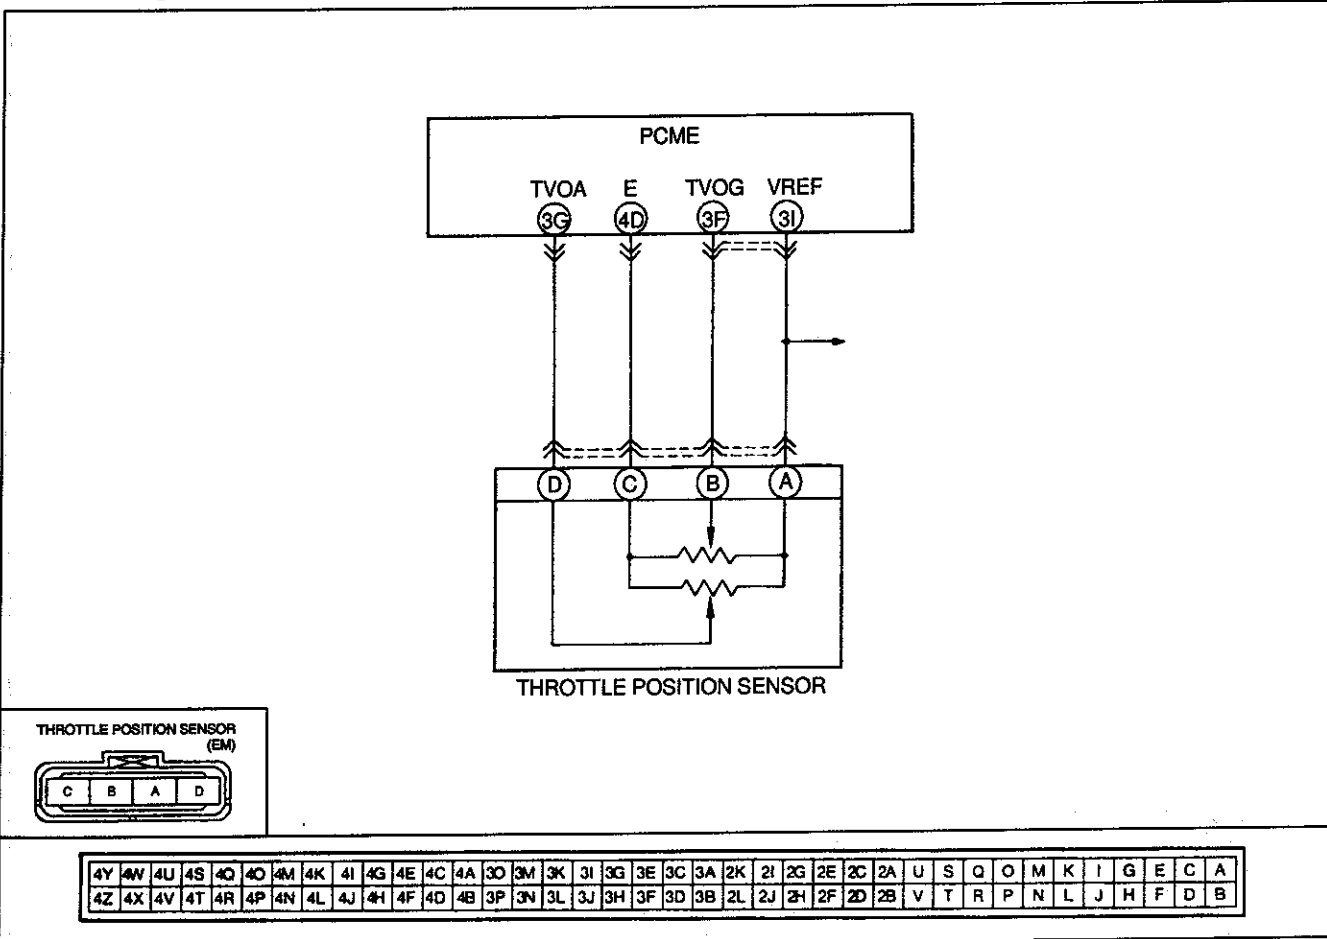 PCME
TVOA E TVOG VREF
3G 4D 3F 3I
D C B A
THROTTLE POSITION SENSOR
THROTTLE POSITION SENSOR
(EM)
C B A D
4Y 4W 4U 4S 4Q 4O 4M 4K 4I 4G 4E 4C 4A 3O 3M 3K 3I 3G 3E 3C 3A 2K 2I 2G 2E 2C 2A U S Q O M K I G E C A
4Z 4X 4V 4T 4R 4P 4N 4L 4J 4H 4F 4D 4B 3P 3N 3L 3J 3H 3F 3D 3B 2L 2J 2H 2F 2D 2B V T R P N L J H F D B